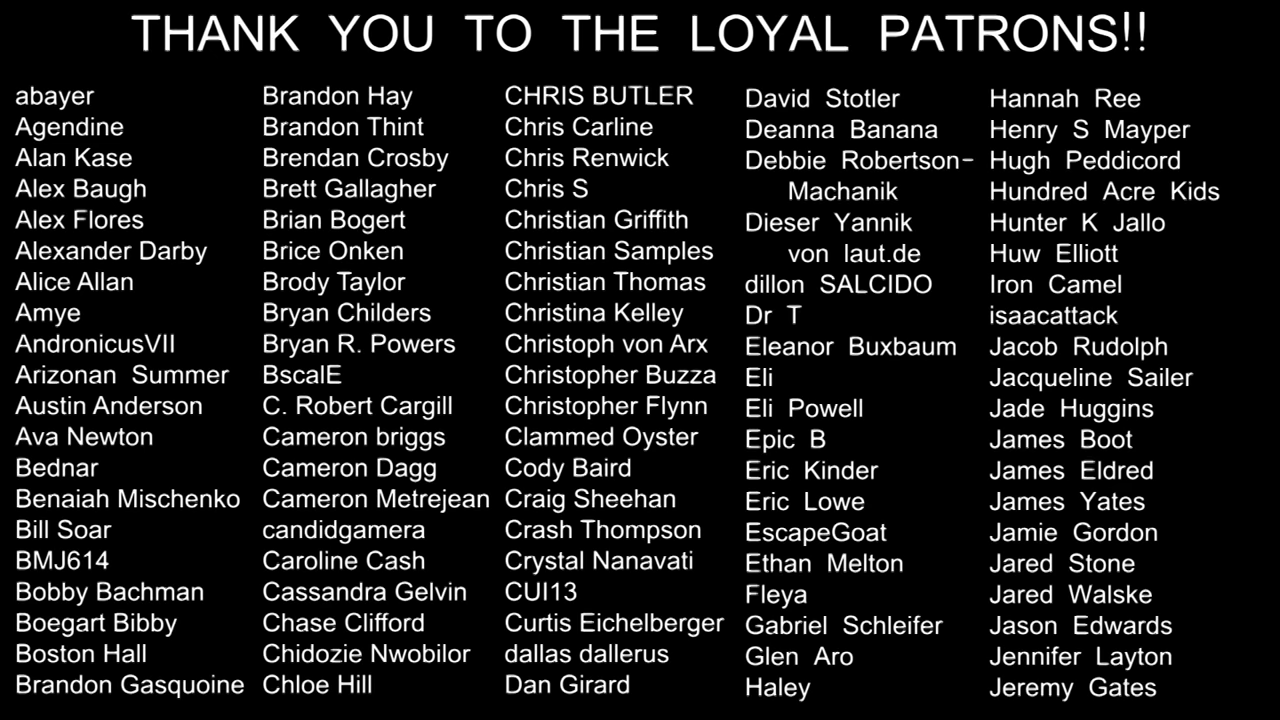 THANK YOU TO THE LOYAL PATRONS!!
abayer
Agendine
Alan Kase
Alex Baugh
Alex Flores
Alexander Darby
Alice Allan
Amye
AndronicusVII
Arizonan Summer
Austin Anderson
Ava Newton
Bednar
Benaiah Mischenko
Bill Soar
BMJ614
Bobby Bachman
Boegart Bibby
Boston Hall
Brandon Gasquoine
Brandon Hay
Brandon Thint
Brendan Crosby
Brett Gallagher
Brian Bogert
Brice Onken
Brody Taylor
Bryan Childers
Bryan R. Powers
BscalE
C. Robert Cargill
Cameron briggs
Cameron Dagg
Cameron Metrejean
candidgamera
Caroline Cash
Cassandra Gelvin
Chase Clifford
Chidozie Nwobilor
Chloe Hill
CHRIS BUTLER
Chris Carline
Chris Renwick
Chris S
Christian Griffith
Christian Samples
Christian Thomas
Christina Kelley
Christoph von Arx
Christopher Buzza
Christopher Flynn
Clammed Oyster
Cody Baird
Craig Sheehan
Crash Thompson
Crystal Nanavati
CUI13
Curtis Eichelberger
dallas dallerus
Dan Girard
David Stotler
Deanna Banana
Debbie Robertson-
Machanik
Dieser Yannik
von laut.de
dillon SALCIDO
Dr T
Eleanor Buxbaum
Eli
Eli Powell
Epic B
Eric Kinder
Eric Lowe
EscapeGoat
Ethan Melton
Fleya
Gabriel Schleifer
Glen Aro
Haley
Hannah Ree
Henry S Mayper
Hugh Peddicord
Hundred Acre Kids
Hunter K Jallo
Huw Elliott
Iron Camel
isaacattack
Jacob Rudolph
Jacqueline Sailer
Jade Huggins
James Boot
James Eldred
James Yates
Jamie Gordon
Jared Stone
Jared Walske
Jason Edwards
Jennifer Layton
Jeremy Gates